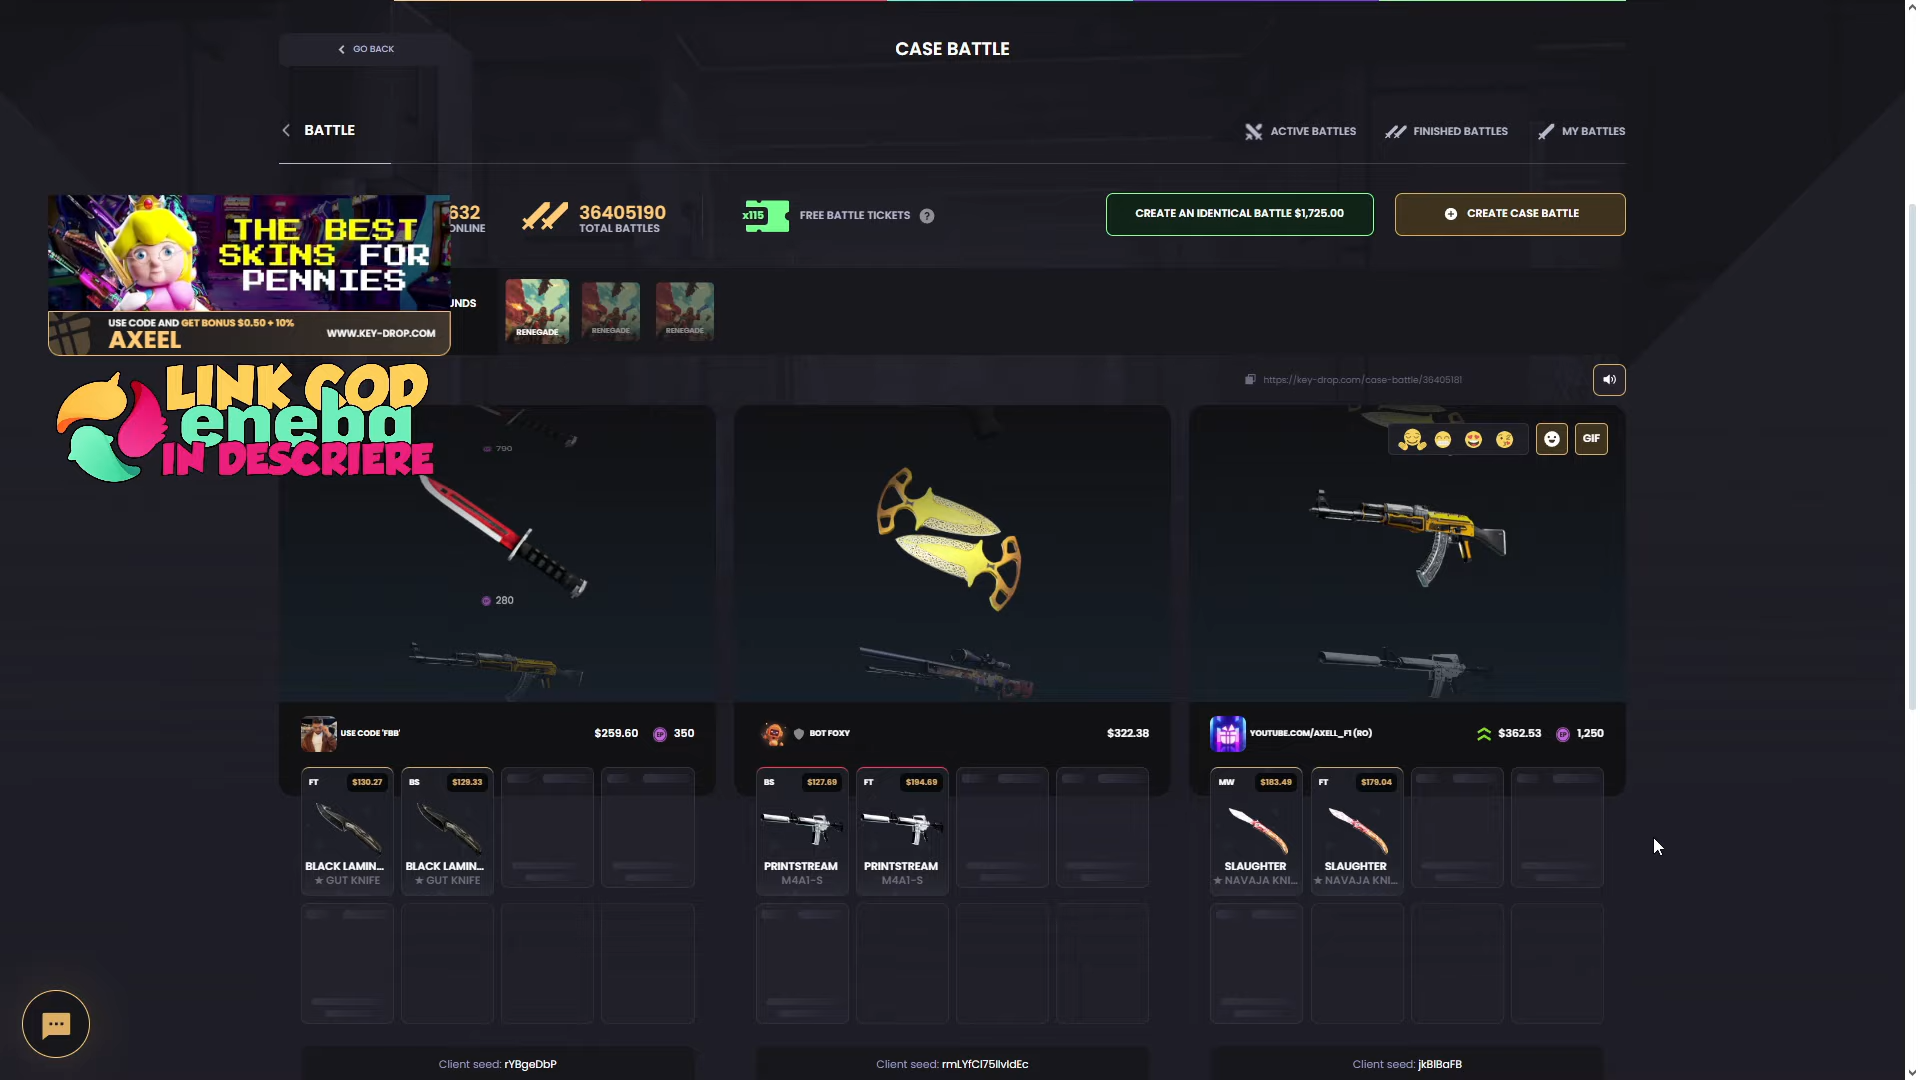 GO BACK
CASE BATTLE
BATTLE
ACTIVE BATTLES
FINISHED BATTLES
MY BATTLES
THE BEST
SKINS FOR
PENNIES
USE CODE AND GET BONUS $0.50 + 10%
AXEEL
WWW.KEY-DROP.COM
632
ONLINE
36405190
TOTAL BATTLES
x115
FREE BATTLE TICKETS ?
CREATE AN IDENTICAL BATTLE $1,725.00
CREATE CASE BATTLE
UNDS
RENEGADE
RENEGADE
RENEGADE
LINK COD
eneba
IN DESCRIERE
https://key-drop.com/case-battle/36405181
GIF
790
280
USE CODE 'FBB'
$259.60
EP 350
BOT FOXY
$322.38
YOUTUBE.COM/AXELL_F1 (RO)
$362.53
EP 1,250
FT $130.27
BLACK LAMIN...
★ GUT KNIFE
BS $129.33
BLACK LAMIN...
★ GUT KNIFE
BS $127.69
PRINTSTREAM
M4A1-S
FT $194.69
PRINTSTREAM
M4A1-S
MW $183.49
SLAUGHTER
★ NAVAJA KNI...
FT $179.04
SLAUGHTER
★ NAVAJA KNI...
Client seed: rYBgeDbP
Client seed: rmLYfCl75IlvIdEc
Client seed: jkBIBaFB